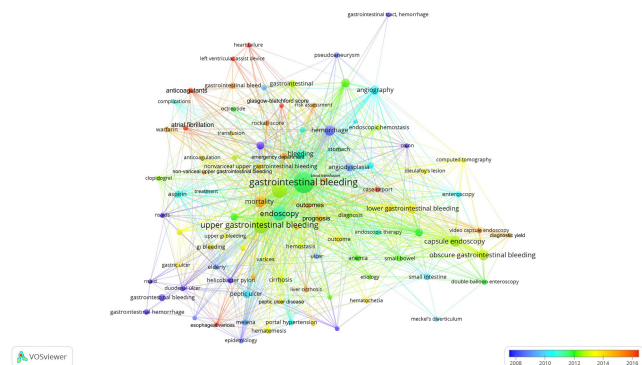 gastrointestinal tract, hemorrhage
heart failure
pseudoaneurysm
left ventricular assist device
anticoagulants
gastrointestinal bleed
gastrointestinal
angiography
complications
glasgow-blatchford score
risk assessment
octreotide
atrial fibrillation
rockall score
hemorrhage
endoscopic hemostasis
warfarin
transfusion
stomach
colon
bleeding
anticoagulation
emergency department
computed tomography
nonvariceal upper gastrointestinal bleeding
angiodysplasia
non-variceal upper gastrointestinal bleeding
dieulafoy's lesion
clopidogrel
blood transfusion
gastrointestinal bleeding
treatment
case report
aspirin
enteroscopy
mortality
outcomes
lower gastrointestinal bleeding
nsaids
endoscopy
prognosis
diagnosis
upper gastrointestinal bleeding
endoscopic therapy
video capsule endoscopy
diagnostic yield
upper gi bleeding
outcome
capsule endoscopy
gi bleeding
hemostasis
obscure gastrointestinal bleeding
varices
ulcer
anemia
small bowel
gastric ulcer
elderly
helicobacter pylori
cirrhosis
etiology
small intestine
double-balloon enteroscopy
nsaid
duodenal ulcer
liver cirrhosis
peptic ulcer
gastrointestinal bleeding
peptic ulcer disease
hematochezia
gastrointestinal hemorrhage
meckel's diverticulum
esophageal varices
melena
portal hypertension
hematemesis
epidemiology
VOSviewer
2008 2010 2012 2014 2016